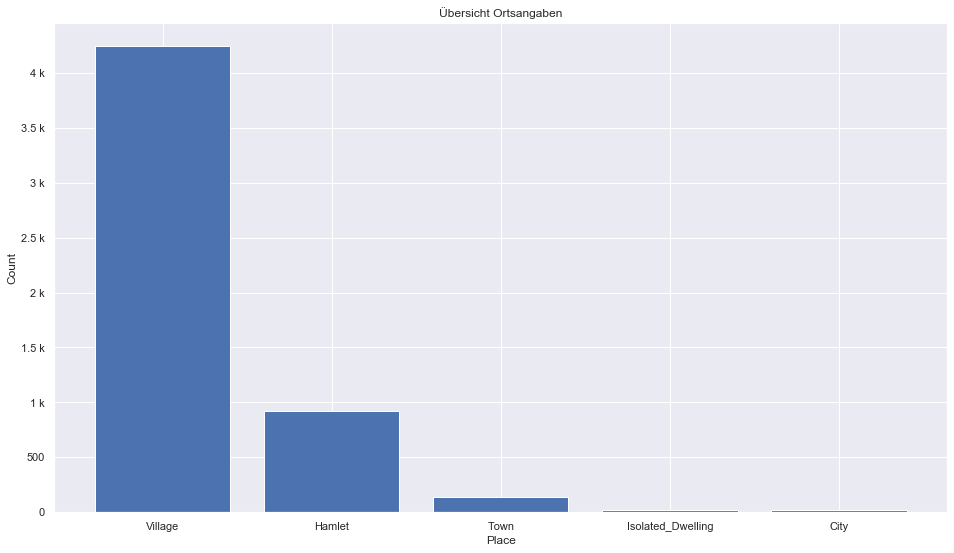 Übersicht Ortsangaben
4 k
3.5 k
3 k
2.5 k
2 k
1.5 k
1 k
500
0
Count
Village Hamlet Town Isolated_Dwelling City
Place